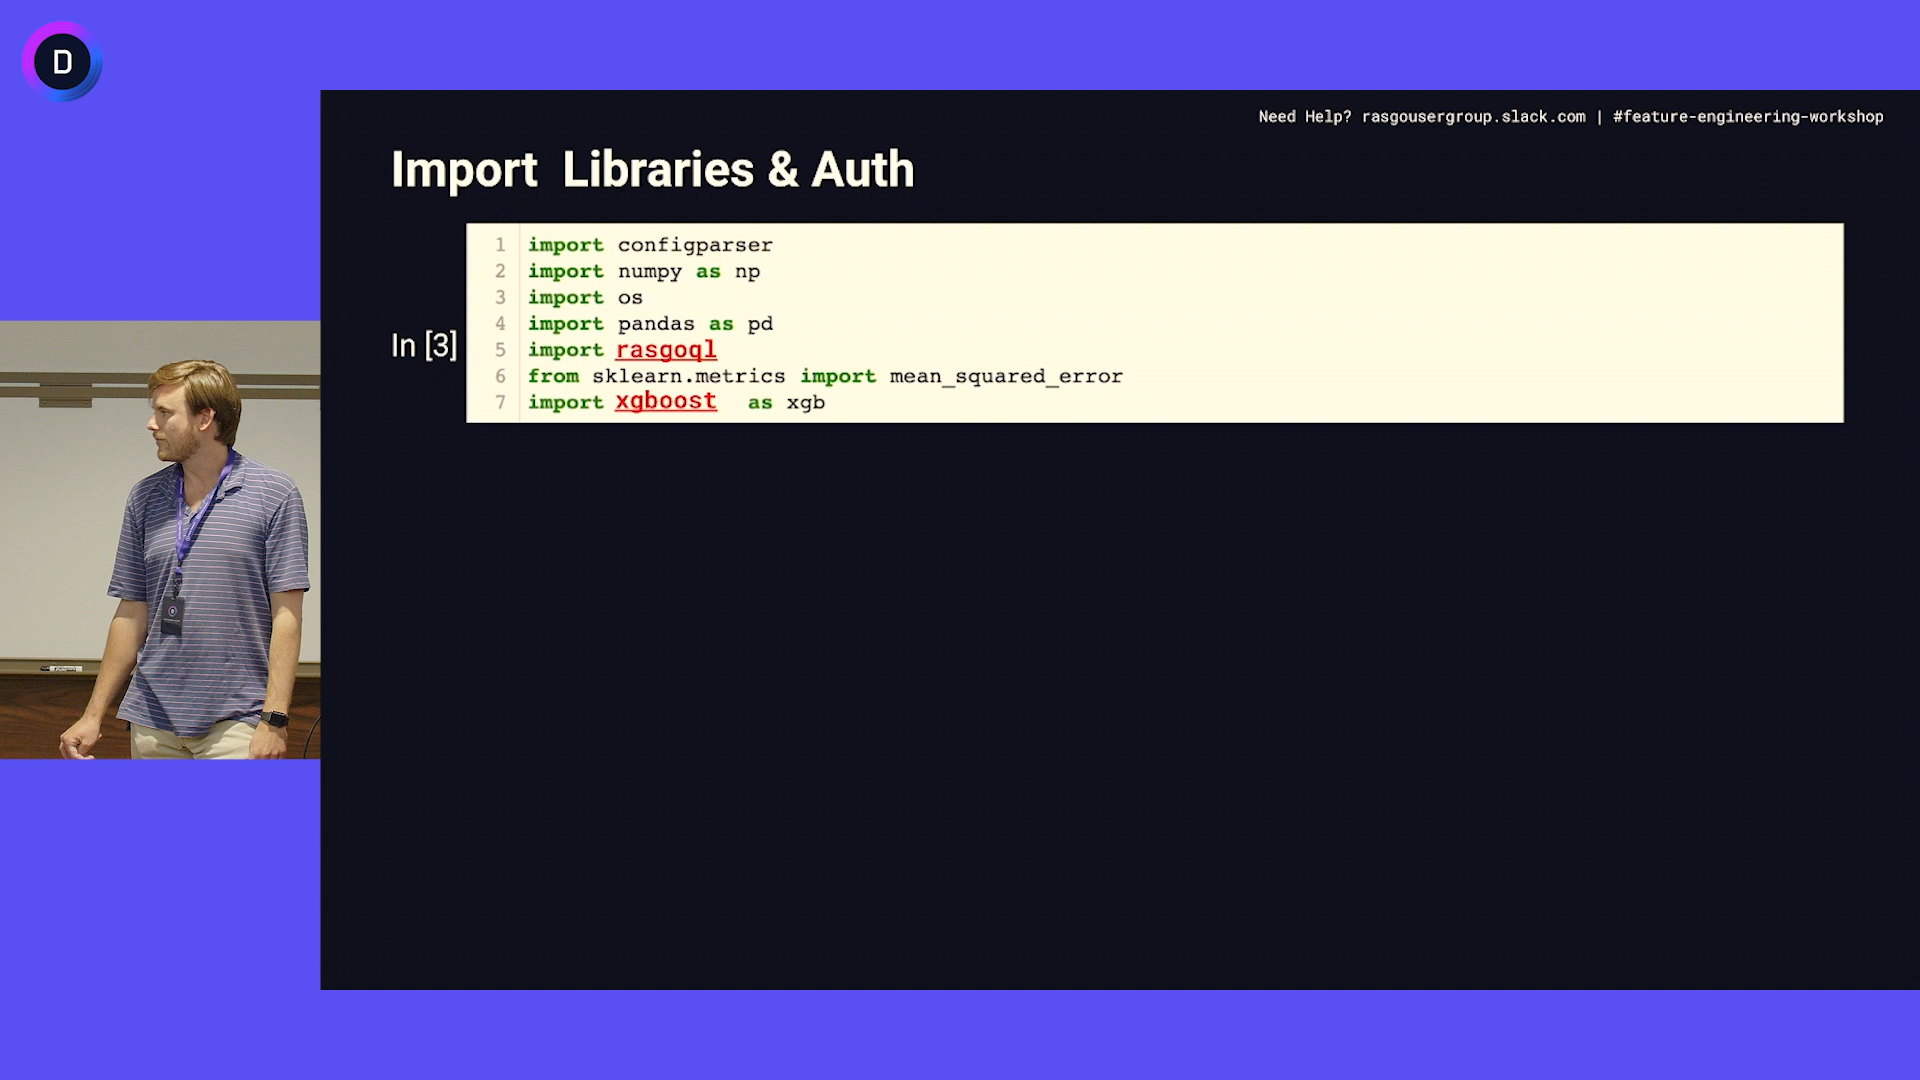 D
Need Help? rasgousergroup.slack.com | #feature-engineering-workshop
Import Libraries & Auth
In [3]
1 import configparser
2 import numpy as np
3 import os
4 import pandas as pd
5 import rasgoql
6 from sklearn.metrics import mean_squared_error
7 import xgboost as xgb